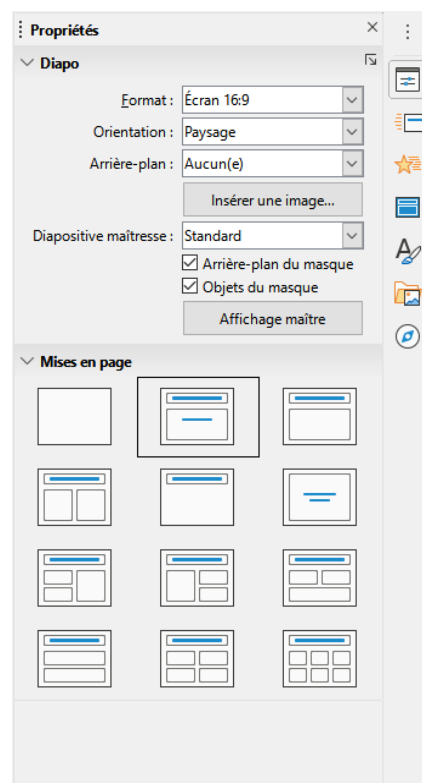 Propriétés
Diapo
Format : Écran 16:9
Orientation : Paysage
Arrière-plan : Aucun(e)
Insérer une image...
Diapositive maîtresse : Standard
Arrière-plan du masque
Objets du masque
Affichage maître
Mises en page